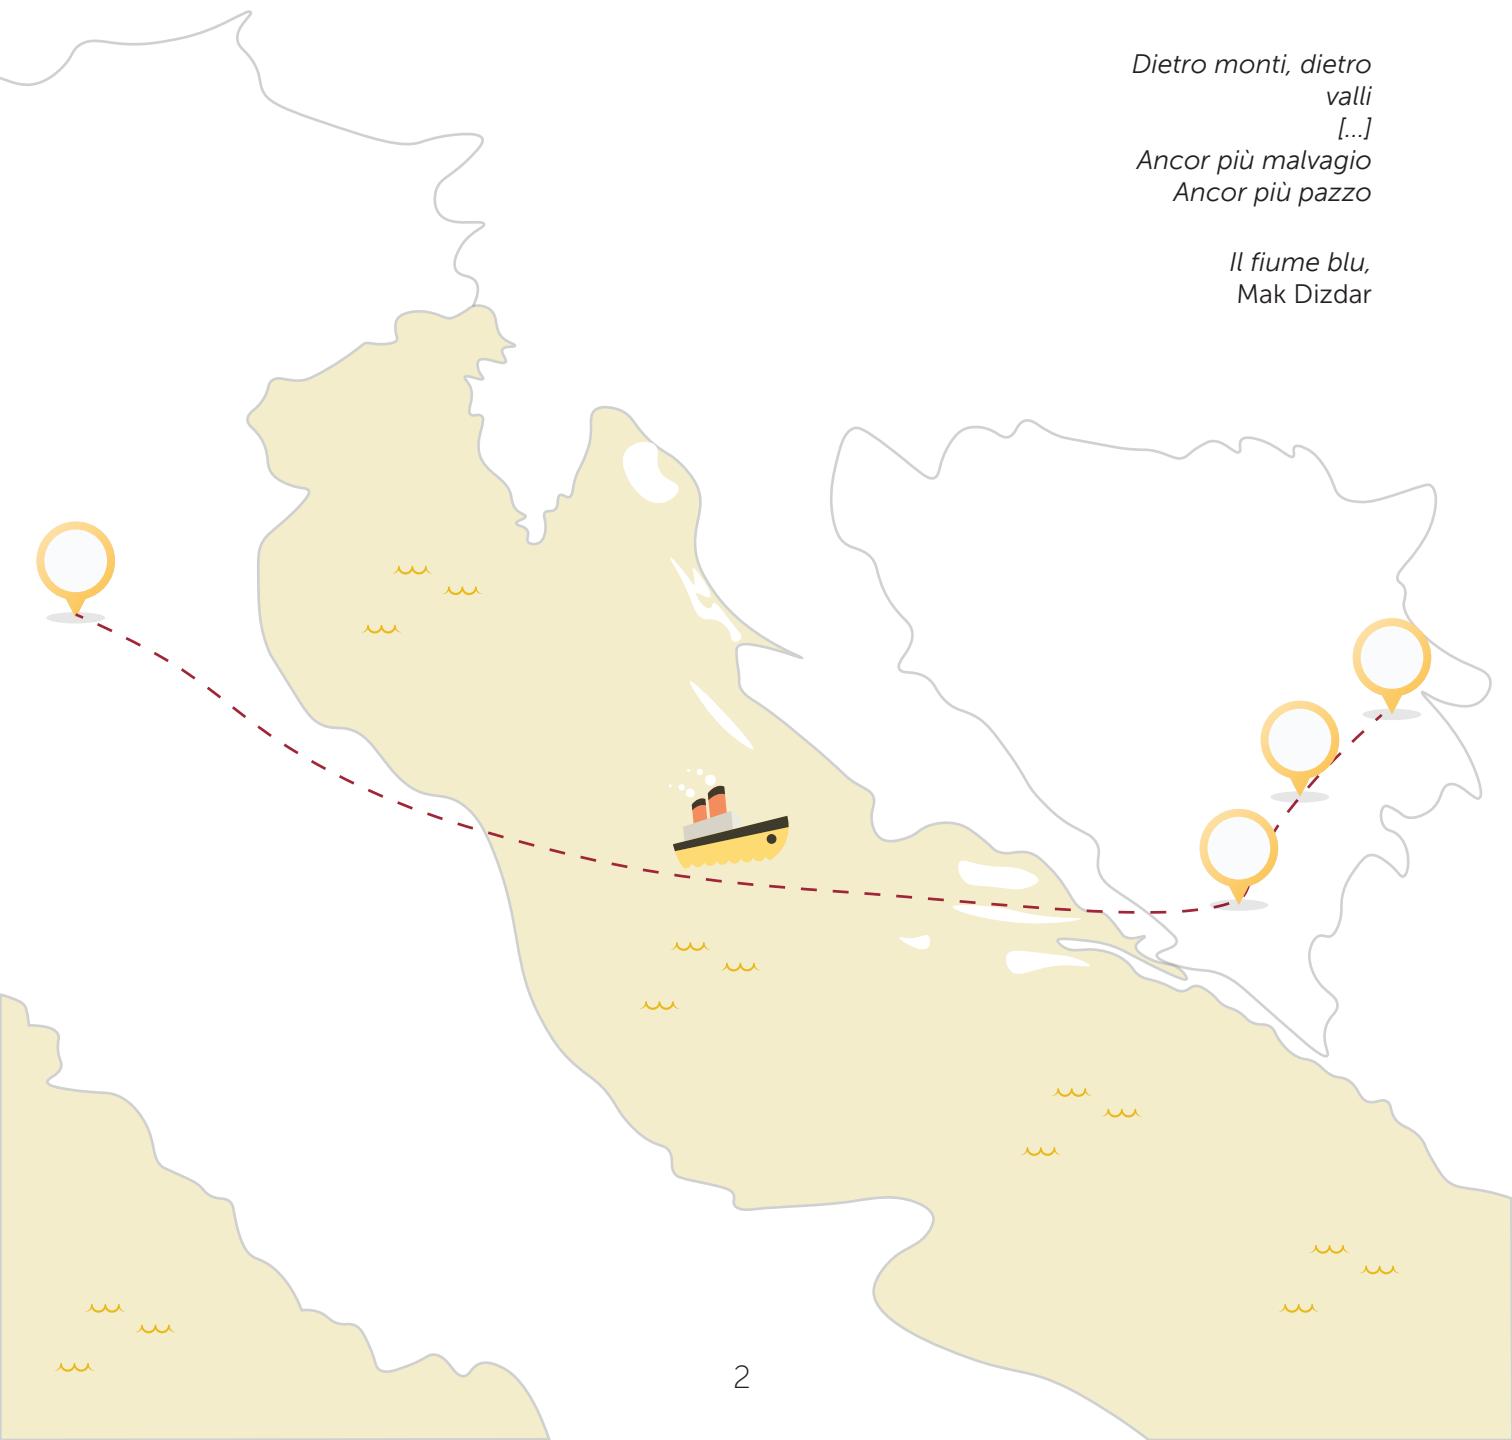 Dietro monti, dietro
valli
[...]
Ancor più malvagio
Ancor più pazzo
Il fiume blu,
Mak Dizdar
2